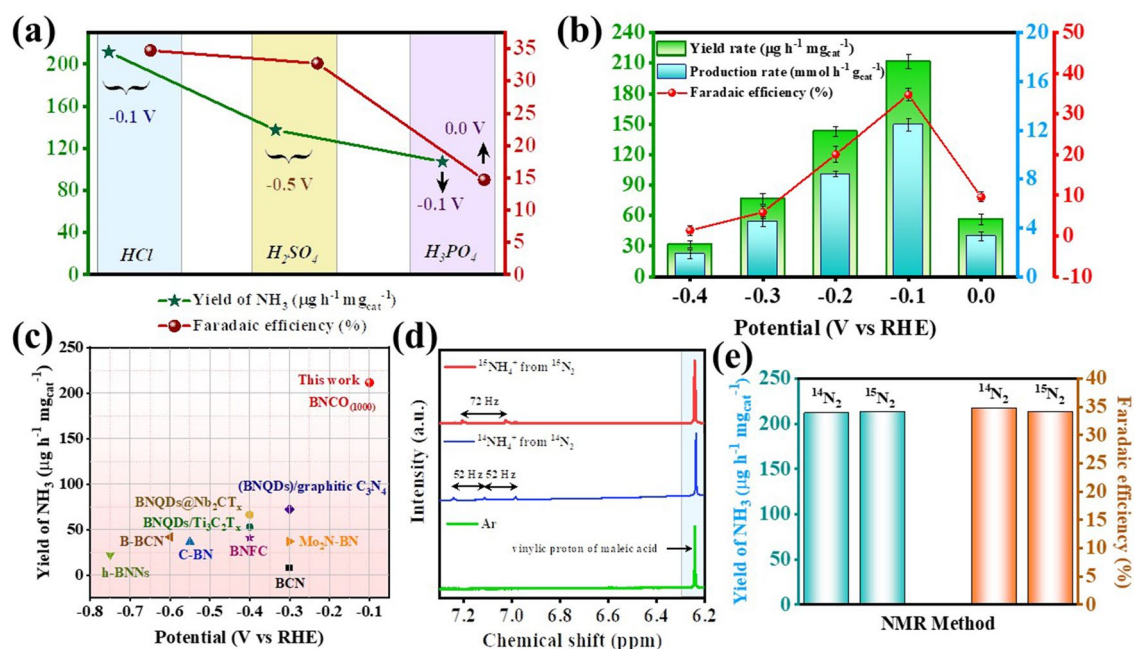 (a)
200
160
120
80
40
0
35
30
25
20
15
10
5
0
-0.1 V
-0.5 V
0.0 V
-0.1 V
HCl
H₂SO₄
H₃PO₄
Yield of NH₃ (μg h⁻¹ mg_cat⁻¹)
Faradaic efficiency (%)
(b)
240
210
180
150
120
90
60
30
0
Yield rate (μg h⁻¹ mg_cat⁻¹)
Production rate (mmol h⁻¹ g_cat⁻¹)
Faradaic efficiency (%)
20
16
12
8
4
0
50
40
30
20
10
0
-10
-0.4 -0.3 -0.2 -0.1 0.0
Potential (V vs RHE)
(c)
Yield of NH₃ (μg h⁻¹ mg_cat⁻¹)
250
200
150
100
50
0
This work
BNCO₍₁₀₀₀₎
(BNQDs)/graphitic C₃N₄
BNQDs@Nb₂CTₓ
BNQDs/Ti₃C₂Tₓ
B-BCN
C-BN
BNFC
Mo₂N-BN
h-BNNs
BCN
-0.8 -0.7 -0.6 -0.5 -0.4 -0.3 -0.2 -0.1
Potential (V vs RHE)
(d)
Intensity (a.u.)
¹⁵NH₄⁺ from ¹⁵N₂
72 Hz
¹⁴NH₄⁺ from ¹⁴N₂
52 Hz 52 Hz
Ar
vinylic proton of maleic acid
7.2 7.0 6.8 6.6 6.4 6.2
Chemical shift (ppm)
(e)
Yield of NH₃ (μg h⁻¹ mg_cat⁻¹)
250
200
150
100
50
0
¹⁴N₂ ¹⁵N₂ ¹⁴N₂ ¹⁵N₂
40
35
30
25
20
15
10
5
0
Faradaic efficiency (%)
NMR Method